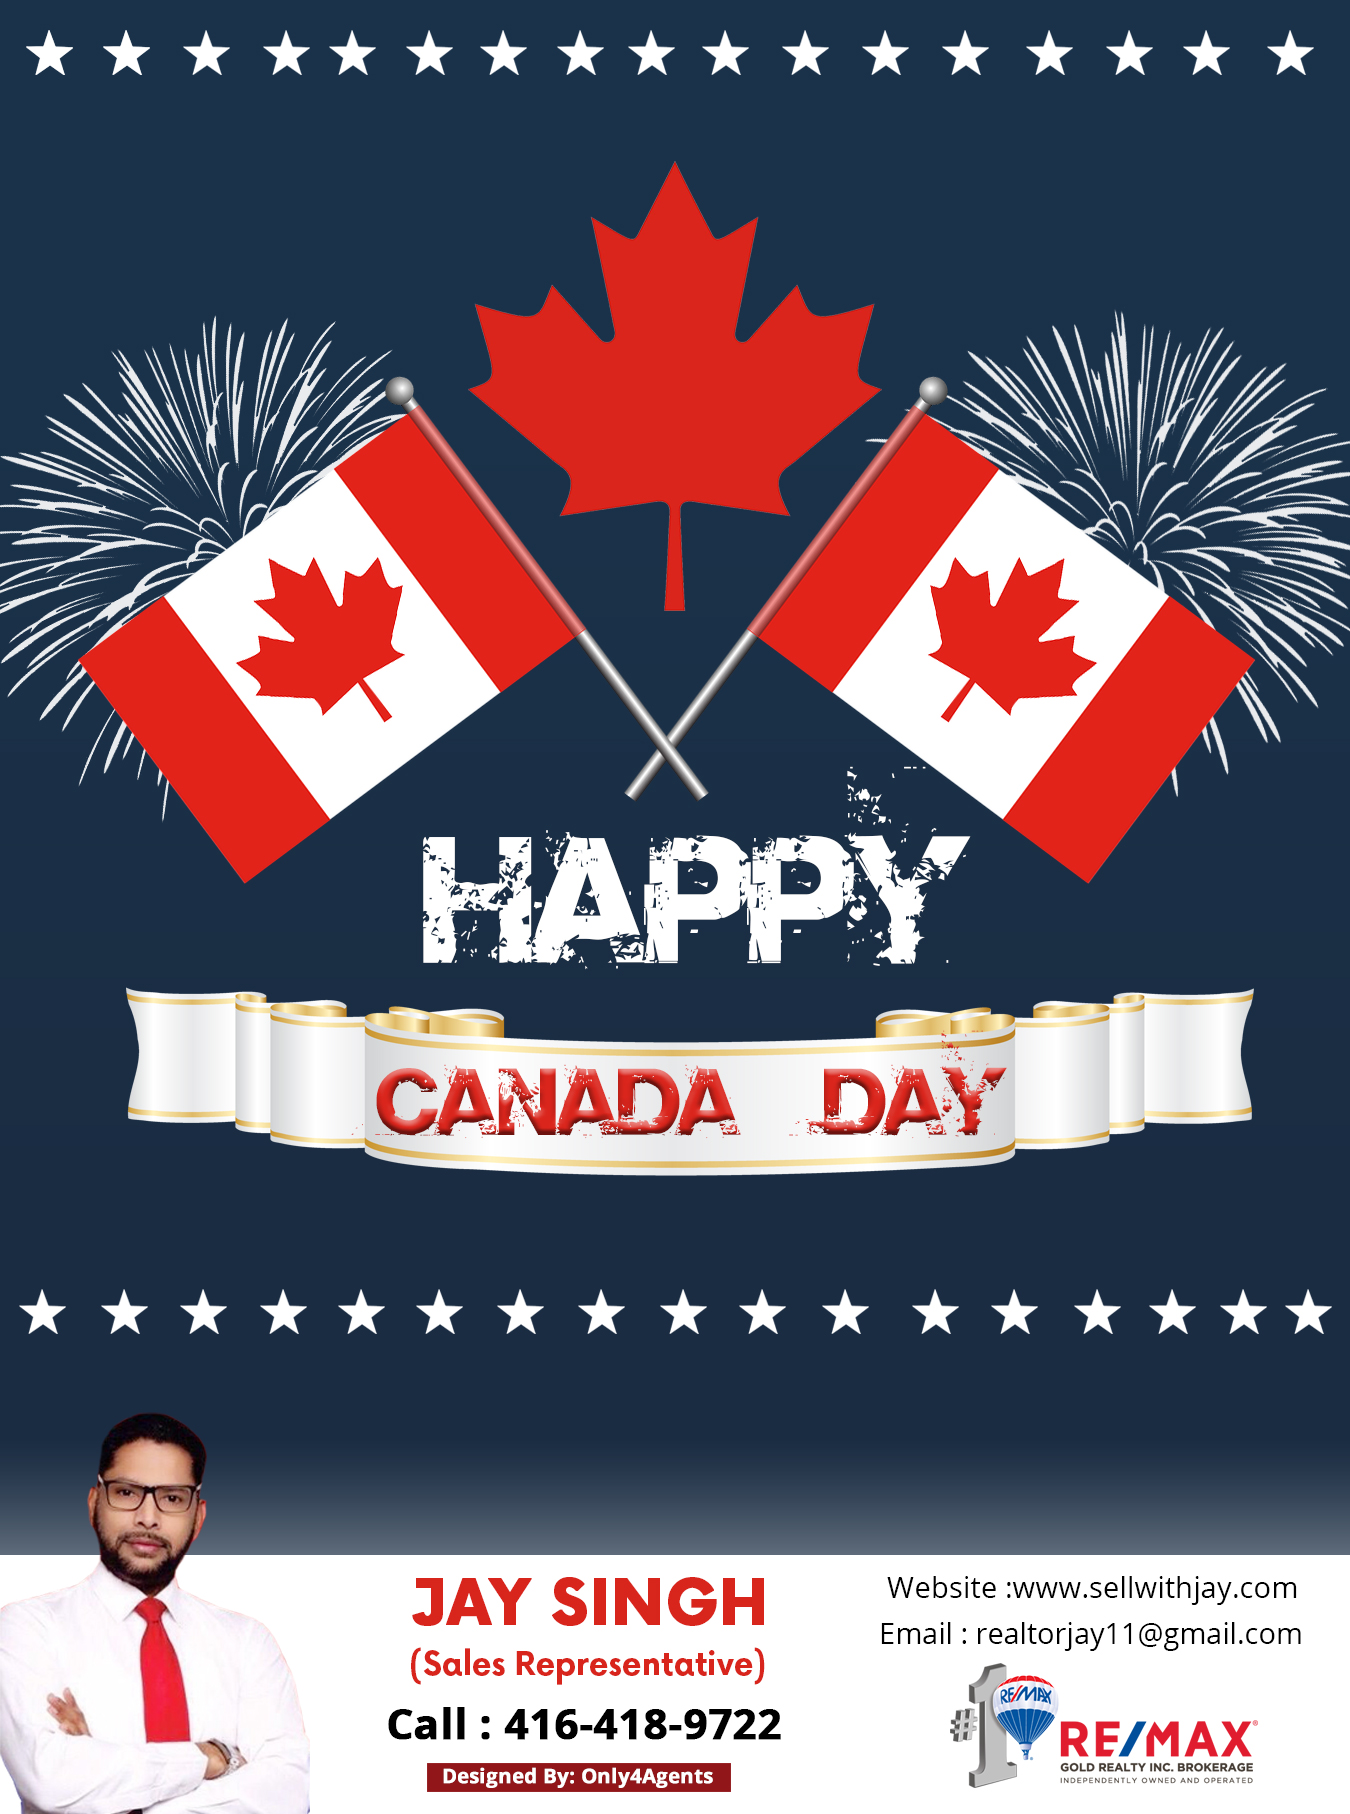 HAPPY
CANADA DAY
JAY SINGH
(Sales Representative)
Call : 416-418-9722
Designed By: Only4Agents
Website :www.sellwithjay.com
Email : realtorjay11@gmail.com
#1
RE/MAX
RE/MAX®
GOLD REALTY INC. BROKERAGE
INDEPENDENTLY OWNED AND OPERATED